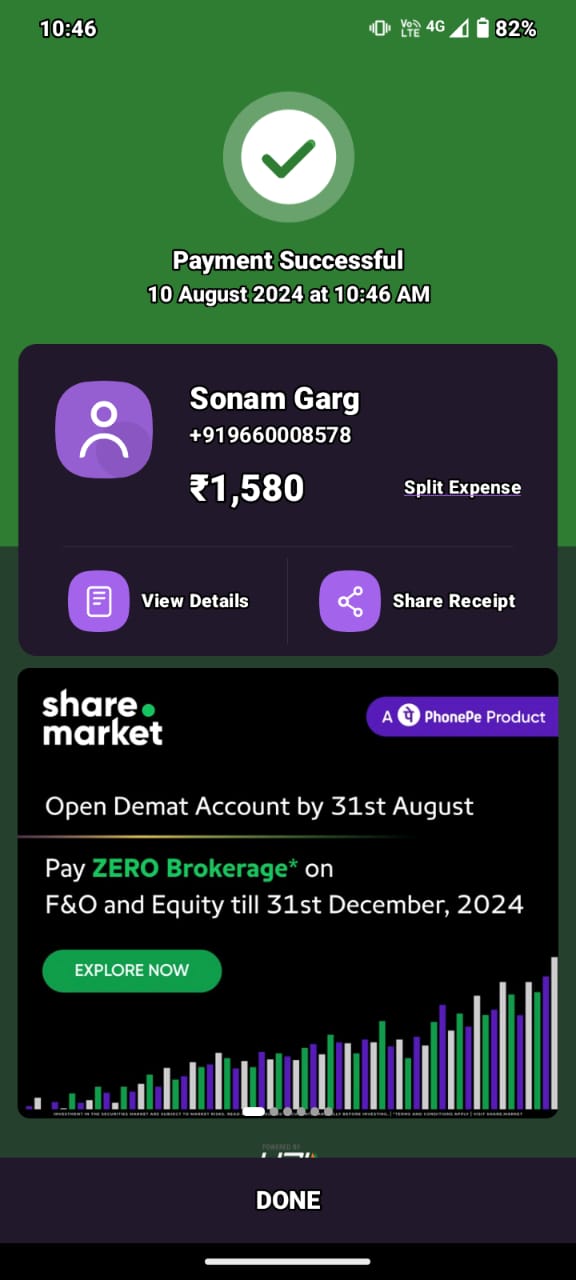 10:46 Vo LTE 4G 82%
Payment Successful
10 August 2024 at 10:46 AM
Sonam Garg
+919660008578
₹1,580 Split Expense
View Details Share Receipt
share.market A पे PhonePe Product
Open Demat Account by 31st August
Pay ZERO Brokerage* on
F&O and Equity till 31st December, 2024
EXPLORE NOW
INVESTMENT IN THE SECURITIES MARKET ARE SUBJECT TO MARKET RISKS, READ BEFORE INVESTING. | *TERMS AND CONDITIONS APPLY | VISIT SHARE.MARKET
POWERED BY
DONE